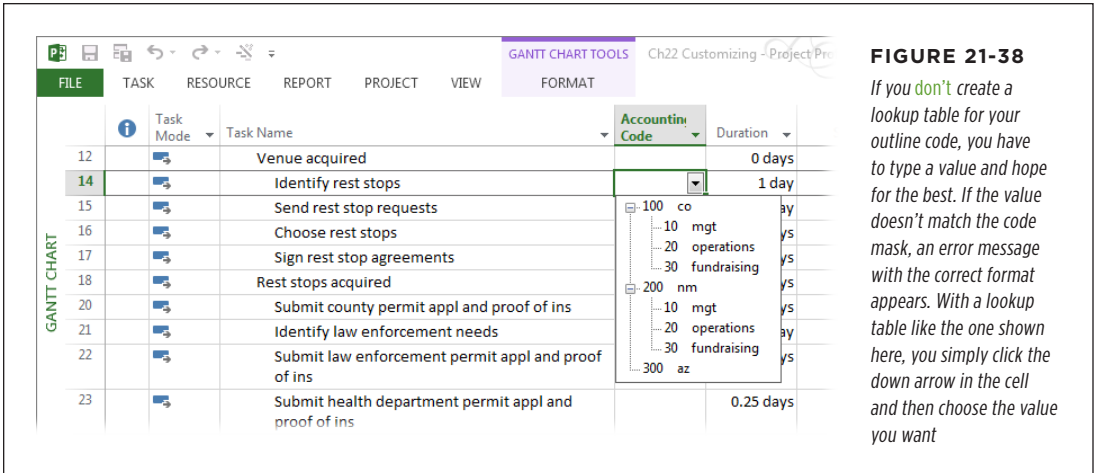 GANTT CHART TOOLS Ch22 Customizing - Project Pro
FILE TASK RESOURCE REPORT PROJECT VIEW FORMAT
Task Mode Task Name Accounting Code Duration
12 Venue acquired 0 days
14 Identify rest stops 1 day
15 Send rest stop requests ay
16 Choose rest stops ys
17 Sign rest stop agreements ys
18 Rest stops acquired ys
20 Submit county permit appl and proof of ins ys
21 Identify law enforcement needs ay
22 Submit law enforcement permit appl and proof ys
of ins
23 Submit health department permit appl and 0.25 days
proof of ins
100 co
10 mgt
20 operations
30 fundraising
200 nm
10 mgt
20 operations
30 fundraising
300 az
GANTT CHART
FIGURE 21-38
If you don't create a
lookup table for your
outline code, you have
to type a value and hope
for the best. If the value
doesn't match the code
mask, an error message
with the correct format
appears. With a lookup
table like the one shown
here, you simply click the
down arrow in the cell
and then choose the value
you want